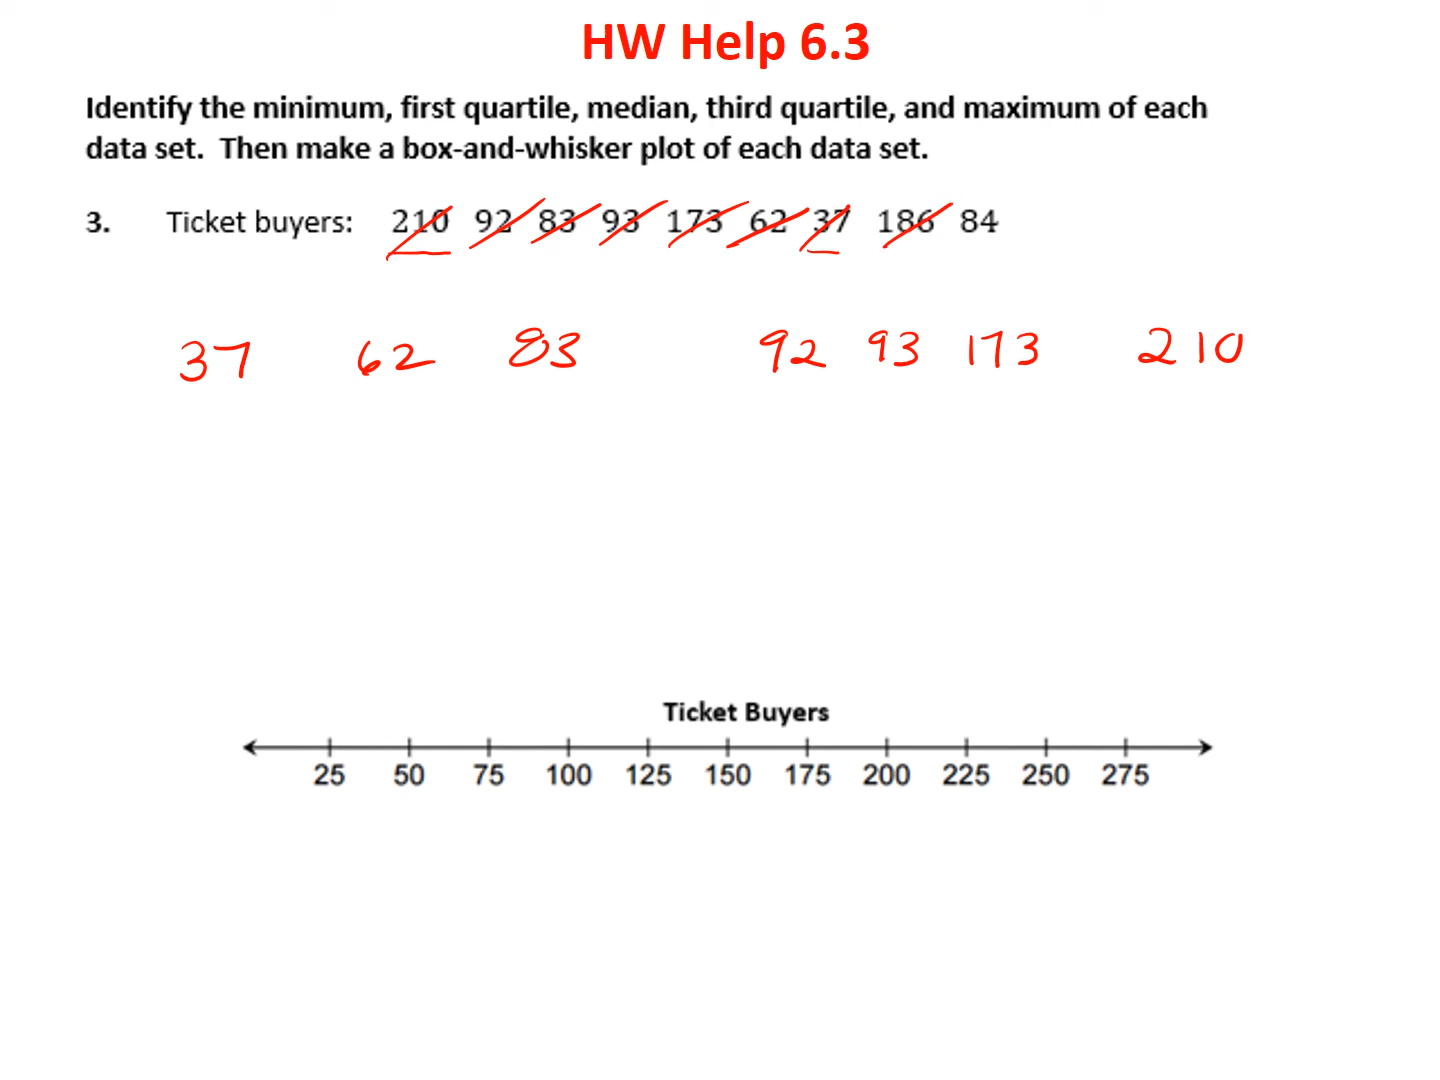 HW Help 6.3
Identify the minimum, first quartile, median, third quartile, and maximum of each
data set. Then make a box-and-whisker plot of each data set.
3. Ticket buyers: 210 92 83 93 173 62 37 186 84
37 62 83 92 93 173 210
Ticket Buyers
25 50 75 100 125 150 175 200 225 250 275